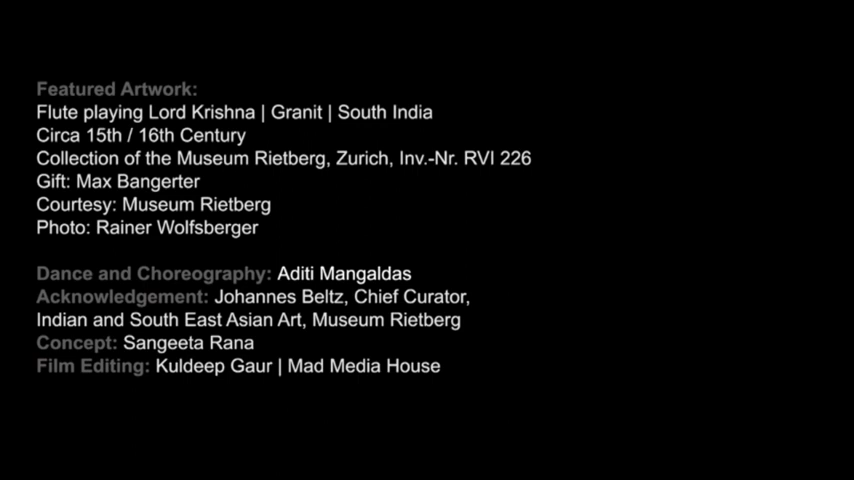 Featured Artwork:
Flute playing Lord Krishna | Granit | South India
Circa 15th / 16th Century
Collection of the Museum Rietberg, Zurich, Inv.-Nr. RVI 226
Gift: Max Bangerter
Courtesy: Museum Rietberg
Photo: Rainer Wolfsberger
Dance and Choreography: Aditi Mangaldas
Acknowledgement: Johannes Beltz, Chief Curator,
Indian and South East Asian Art, Museum Rietberg
Concept: Sangeeta Rana
Film Editing: Kuldeep Gaur | Mad Media House